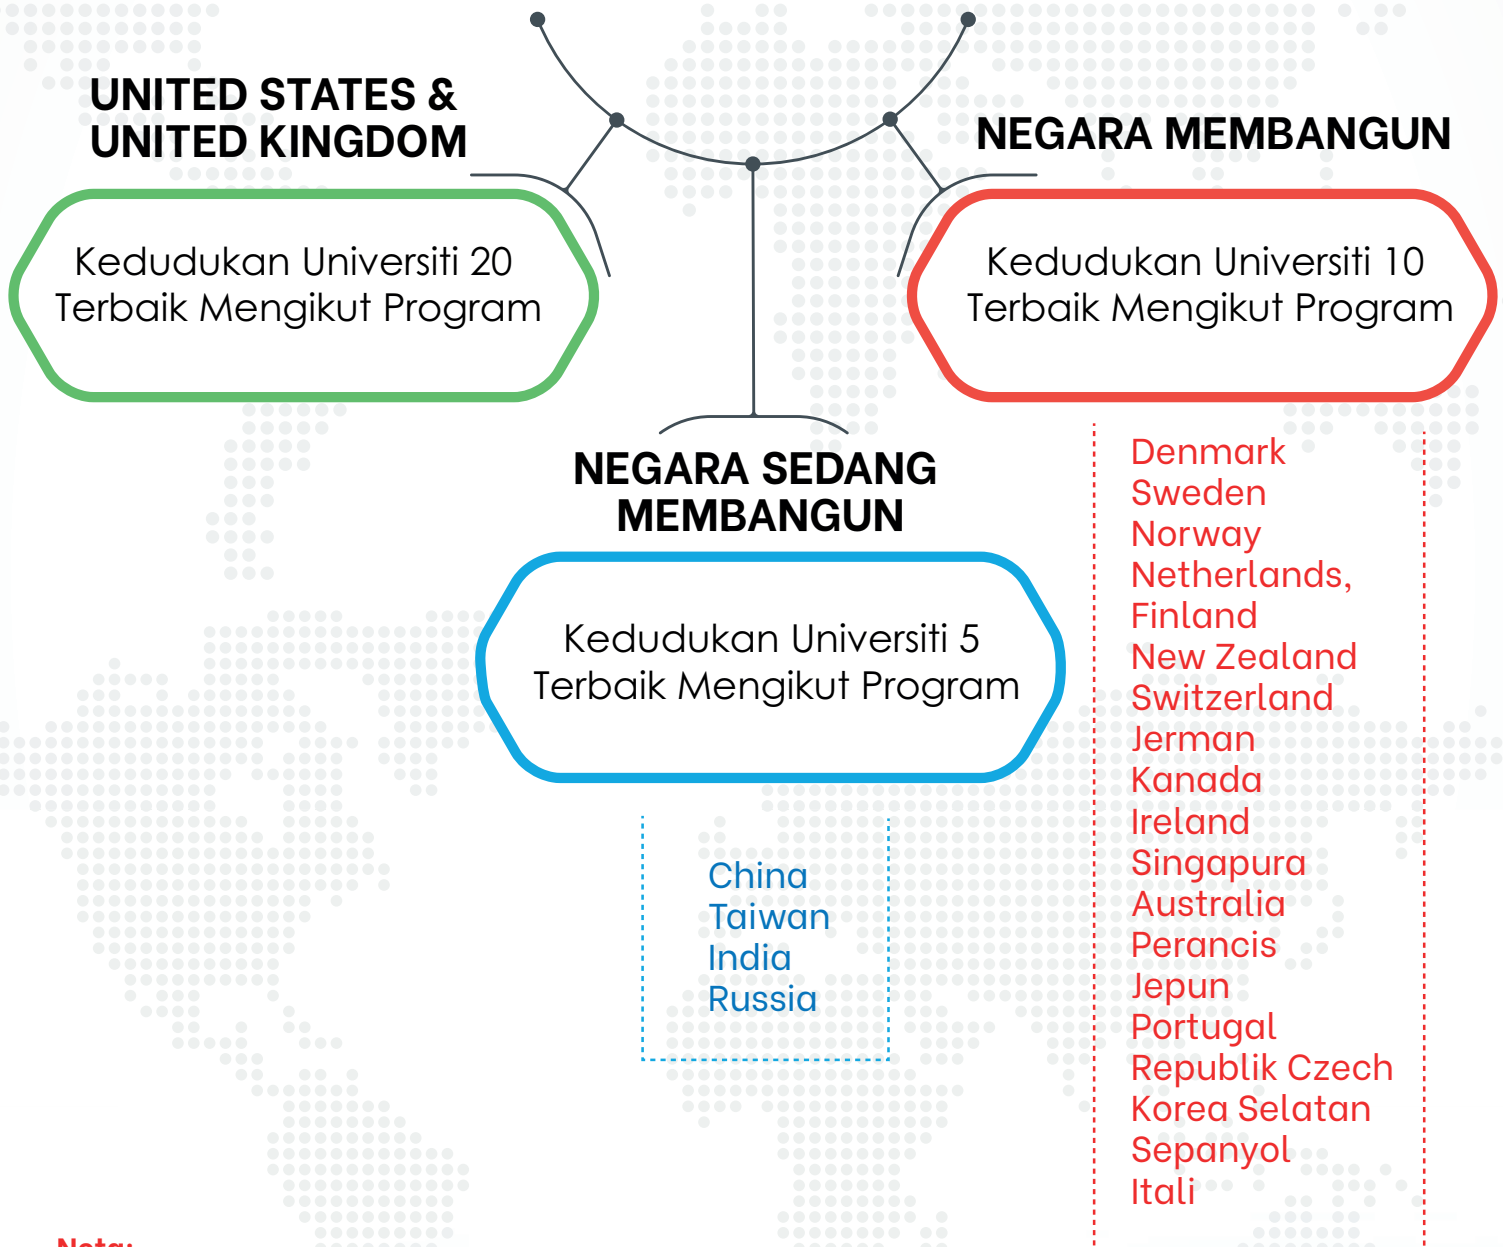 UNITED STATES &
UNITED KINGDOM
Kedudukan Universiti 20
Terbaik Mengikut Program
NEGARA MEMBANGUN
Kedudukan Universiti 10
Terbaik Mengikut Program
Denmark
Sweden
Norway
Netherlands,
Finland
New Zealand
Switzerland
Jerman
Kanada
Ireland
Singapura
Australia
Perancis
Jepun
Portugal
Republik Czech
Korea Selatan
Sepanyol
Itali
NEGARA SEDANG
MEMBANGUN
Kedudukan Universiti 5
Terbaik Mengikut Program
China
Taiwan
India
Russia
Nota: